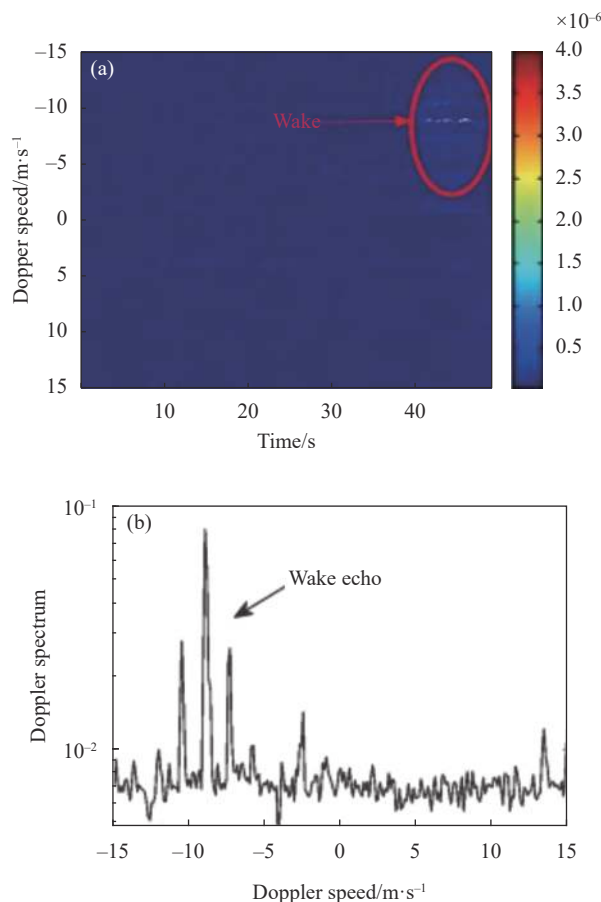 ×10⁻⁶
(a)
Wake
−15
−10
−5
0
5
10
15
Dopper speed/m·s⁻¹
10 20 30 40
Time/s
4.0
3.5
3.0
2.5
2.0
1.5
1.0
0.5
(b)
Wake echo
10⁻¹
10⁻²
Doppler spectrum
−15 −10 −5 0 5 10 15
Doppler speed/m·s⁻¹